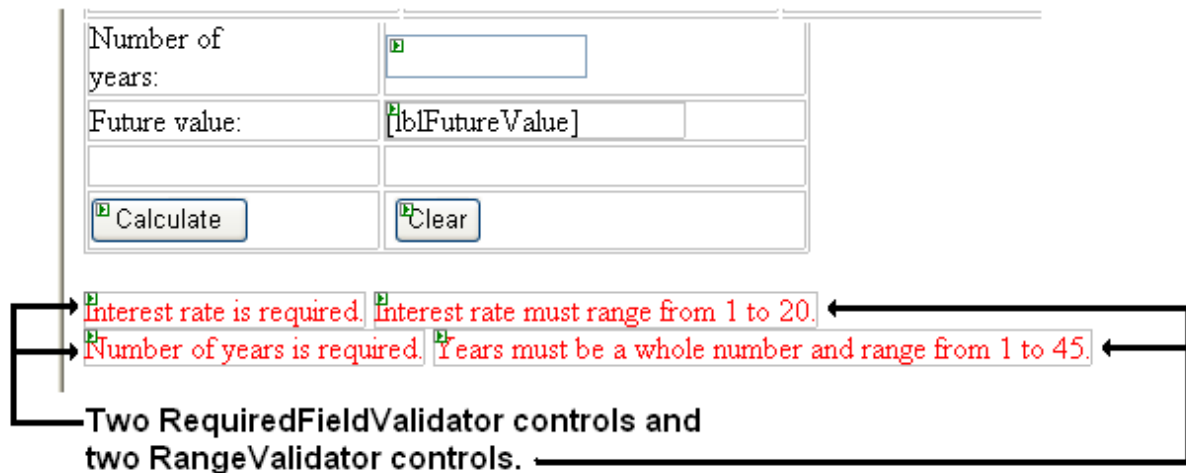 Number of
years:
Future value:
[lblFutureValue]
Calculate
Clear
Interest rate is required. Interest rate must range from 1 to 20.
Number of years is required. Years must be a whole number and range from 1 to 45.
Two RequiredFieldValidator controls and
two RangeValidator controls.